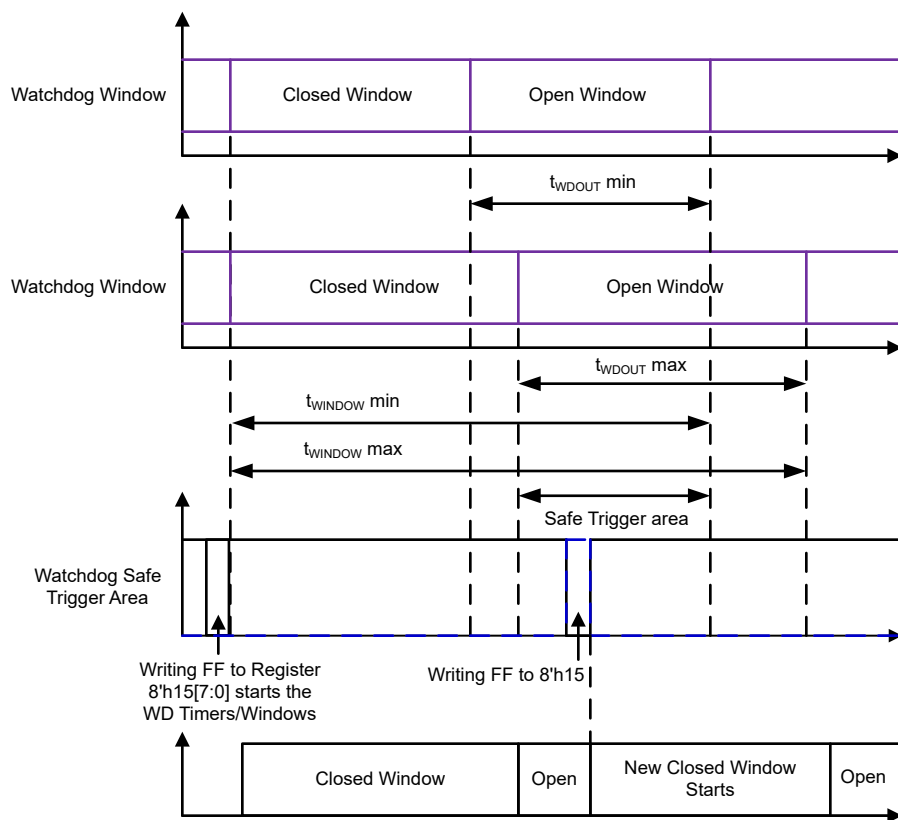 Watchdog Window
Closed Window
Open Window
tWDOUT min
Watchdog Window
Closed Window
Open Window
tWDOUT max
tWINDOW min
tWINDOW max
Safe Trigger area
Watchdog Safe
Trigger Area
Writing FF to Register
8'h15[7:0] starts the
WD Timers/Windows
Writing FF to 8'h15
Closed Window
Open
New Closed Window
Starts
Open